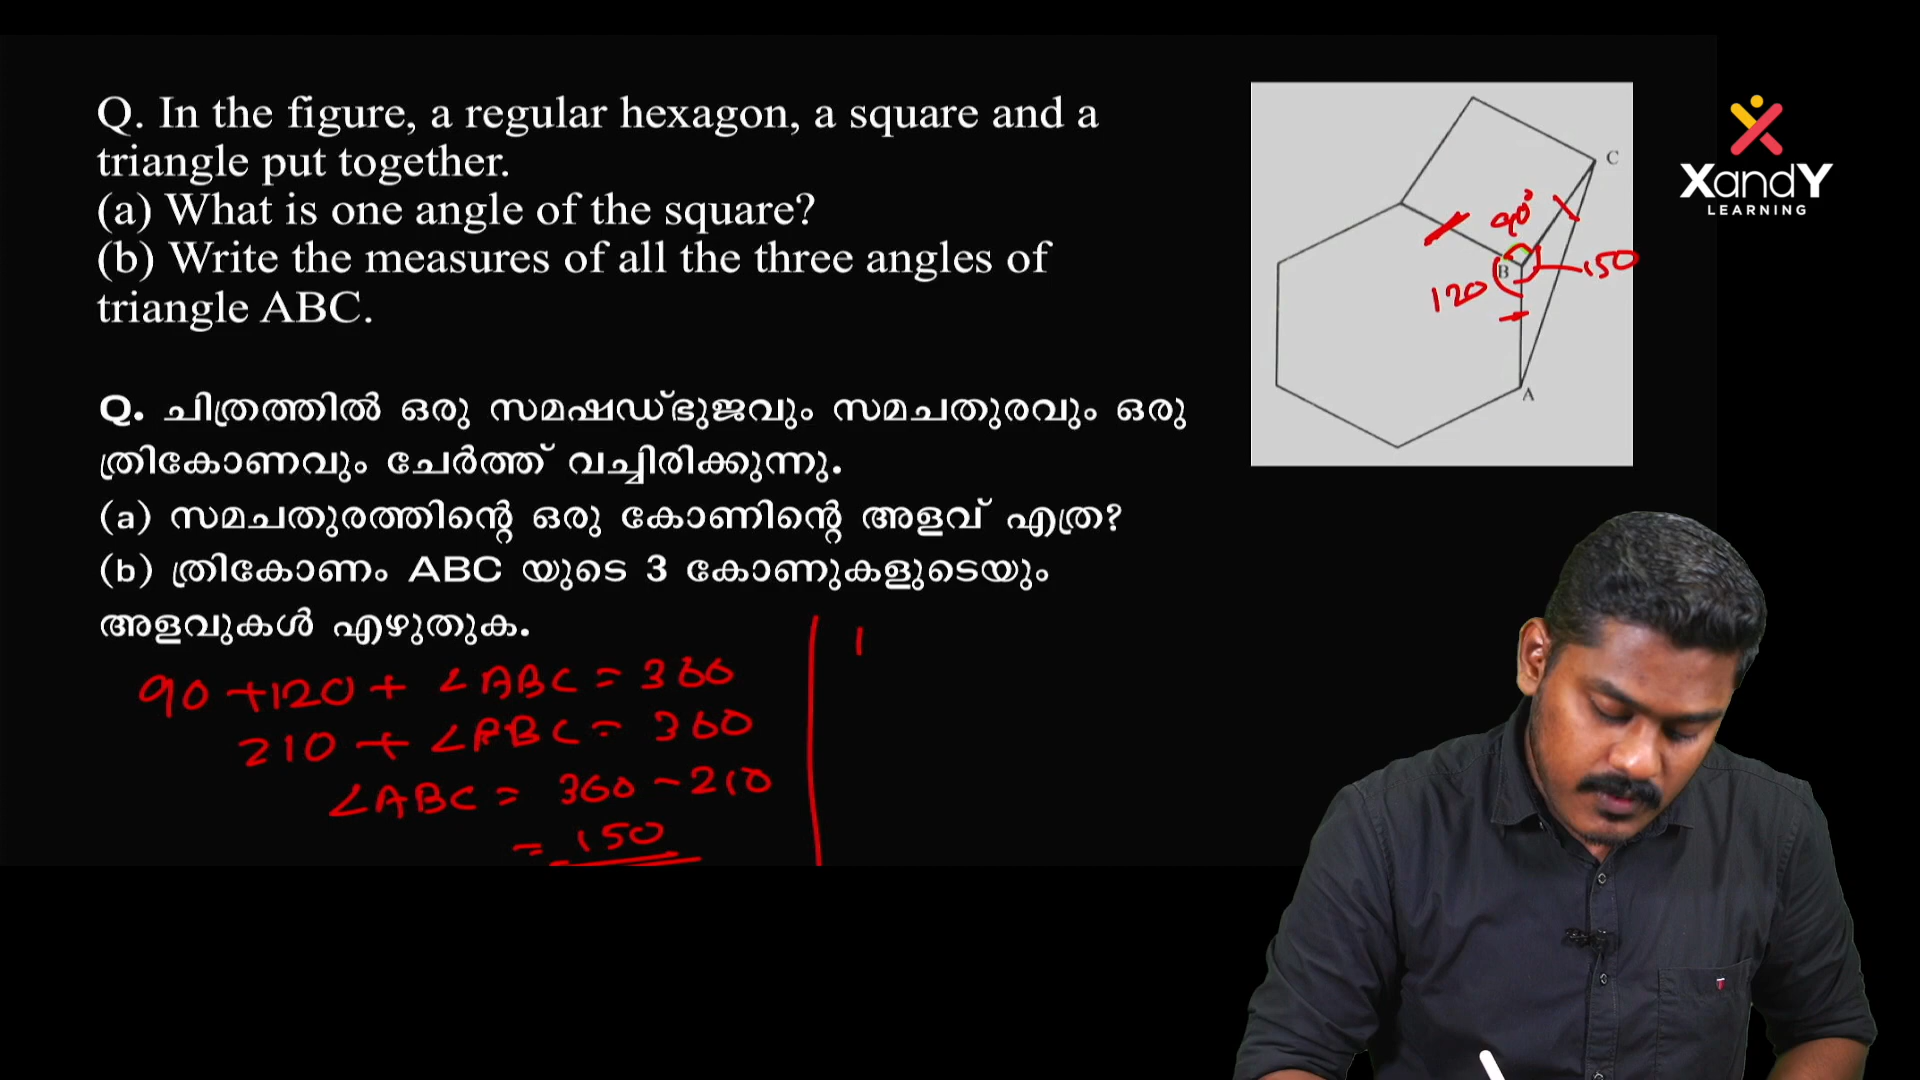 Q. In the figure, a regular hexagon, a square and a
triangle put together.
(a) What is one angle of the square?
(b) Write the measures of all the three angles of
triangle ABC.
Q. ചിത്രത്തിൽ ഒരു സമഷഡ്ഭുജവും സമചതുരവും ഒരു
ത്രികോണവും ചേർത്ത് വച്ചിരിക്കുന്നു.
(a) സമചതുരത്തിന്റെ ഒരു കോണിന്റെ അളവ് എത്ര?
(b) ത്രികോണം ABC യുടെ 3 കോണുകളുടെയും
അളവുകൾ എഴുതുക.
90 + 120 + ∠ABC = 360
210 + ∠ABC = 360
∠ABC = 360 - 210
= 150
1
C
90°
B
150
120
A
XandY
LEARNING